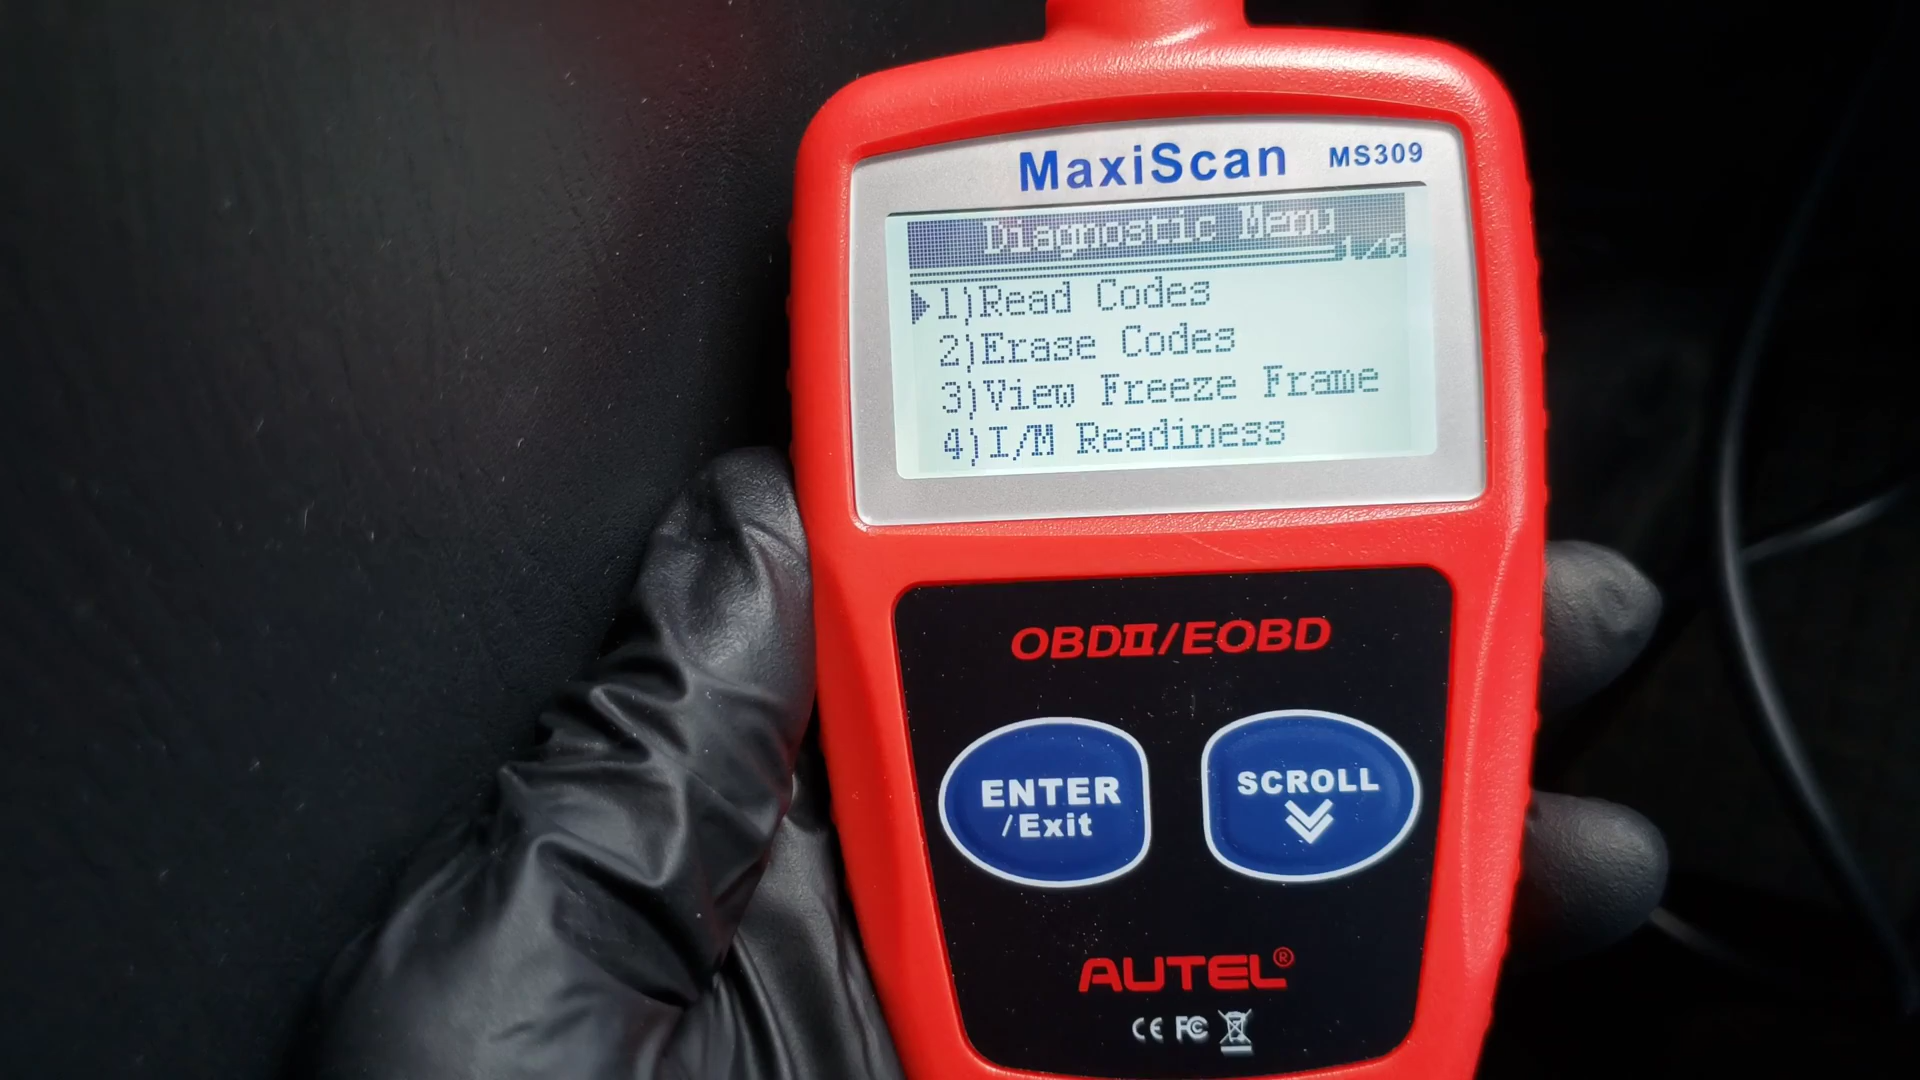 MaxiScan MS309
Diagnostic Menu
1/6
1)Read Codes
2)Erase Codes
3)View Freeze Frame
4)I/M Readiness
OBDII/EOBD
ENTER
/Exit
SCROLL
AUTEL®
CE FC